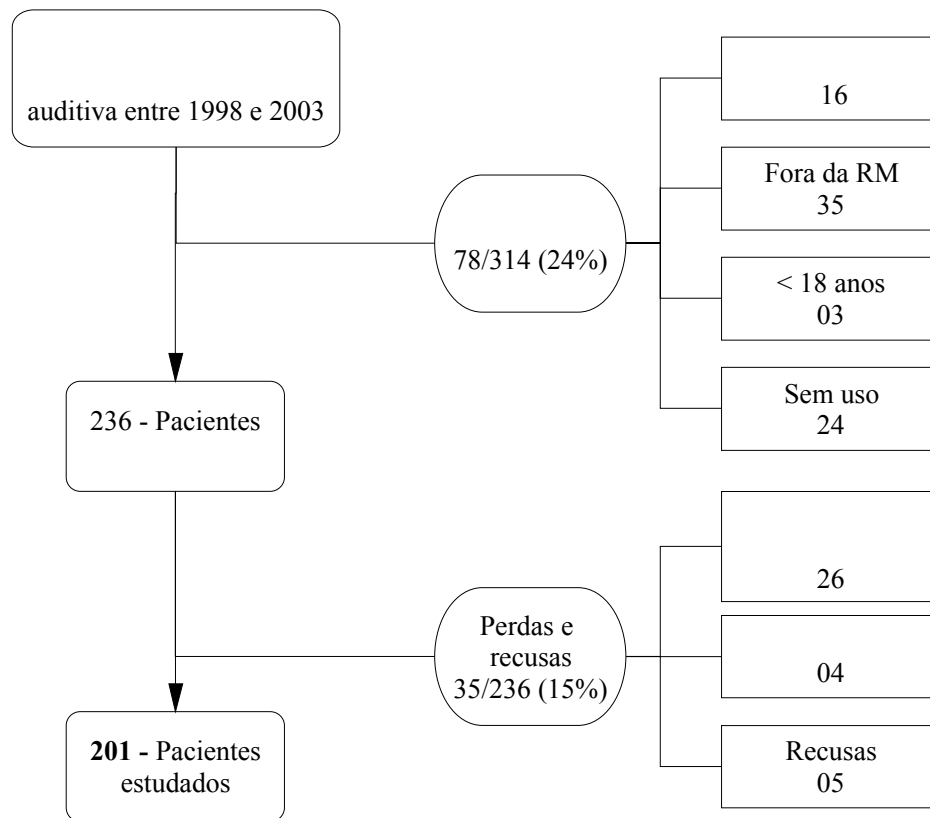 auditiva entre 1998 e 2003
16
Fora da RM
35
78/314 (24%)
< 18 anos
03
Sem uso
24
236 - Pacientes
26
Perdas e
recusas
35/236 (15%)
04
201 - Pacientes
estudados
Recusas
05